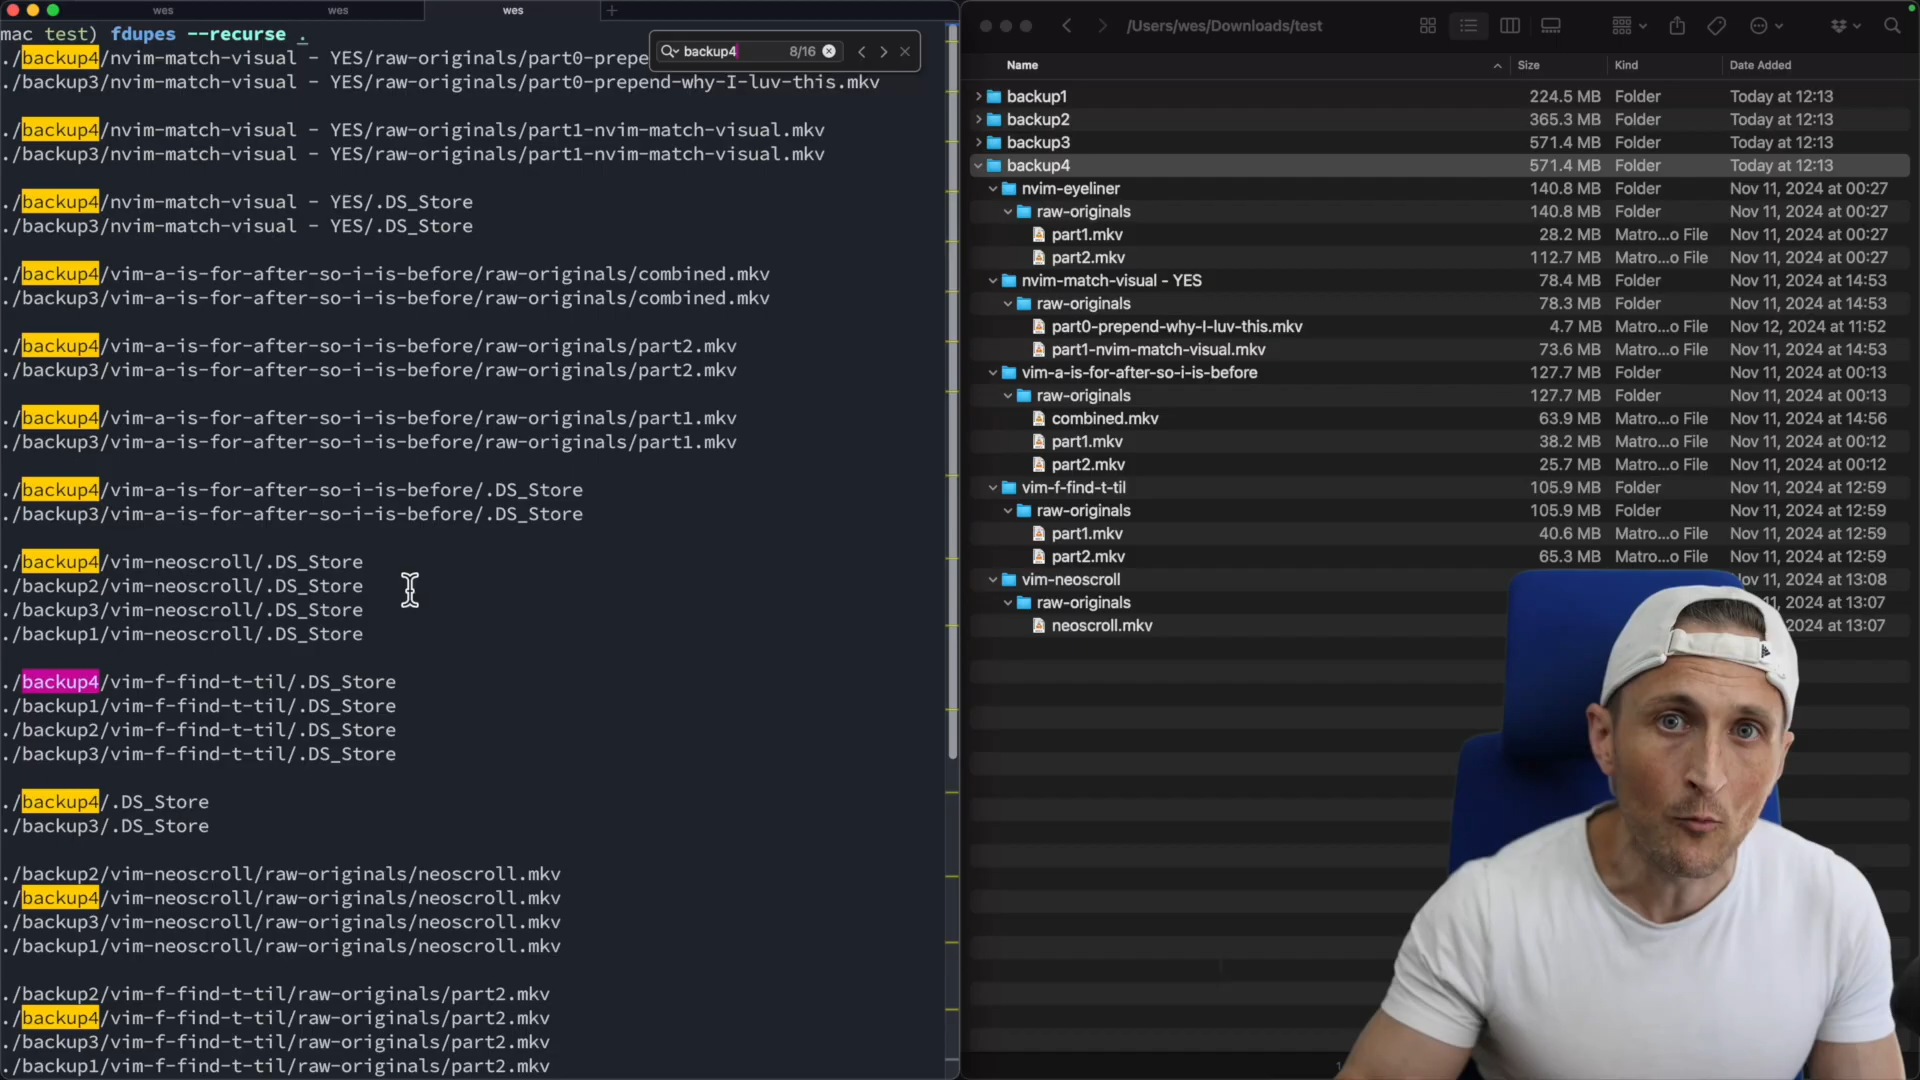 wes
wes
wes
mac test) fdupes --recurse .
backup4
8/16
./backup4/nvim-match-visual - YES/raw-originals/part0-prepe
./backup3/nvim-match-visual - YES/raw-originals/part0-prepend-why-I-luv-this.mkv
./backup4/nvim-match-visual - YES/raw-originals/part1-nvim-match-visual.mkv
./backup3/nvim-match-visual - YES/raw-originals/part1-nvim-match-visual.mkv
./backup4/nvim-match-visual - YES/.DS_Store
./backup3/nvim-match-visual - YES/.DS_Store
./backup4/vim-a-is-for-after-so-i-is-before/raw-originals/combined.mkv
./backup3/vim-a-is-for-after-so-i-is-before/raw-originals/combined.mkv
./backup4/vim-a-is-for-after-so-i-is-before/raw-originals/part2.mkv
./backup3/vim-a-is-for-after-so-i-is-before/raw-originals/part2.mkv
./backup4/vim-a-is-for-after-so-i-is-before/raw-originals/part1.mkv
./backup3/vim-a-is-for-after-so-i-is-before/raw-originals/part1.mkv
./backup4/vim-a-is-for-after-so-i-is-before/.DS_Store
./backup3/vim-a-is-for-after-so-i-is-before/.DS_Store
./backup4/vim-neoscroll/.DS_Store
./backup2/vim-neoscroll/.DS_Store
./backup3/vim-neoscroll/.DS_Store
./backup1/vim-neoscroll/.DS_Store
./backup4/vim-f-find-t-til/.DS_Store
./backup1/vim-f-find-t-til/.DS_Store
./backup2/vim-f-find-t-til/.DS_Store
./backup3/vim-f-find-t-til/.DS_Store
./backup4/.DS_Store
./backup3/.DS_Store
./backup2/vim-neoscroll/raw-originals/neoscroll.mkv
./backup4/vim-neoscroll/raw-originals/neoscroll.mkv
./backup3/vim-neoscroll/raw-originals/neoscroll.mkv
./backup1/vim-neoscroll/raw-originals/neoscroll.mkv
./backup2/vim-f-find-t-til/raw-originals/part2.mkv
./backup4/vim-f-find-t-til/raw-originals/part2.mkv
./backup3/vim-f-find-t-til/raw-originals/part2.mkv
./backup1/vim-f-find-t-til/raw-originals/part2.mkv
/Users/wes/Downloads/test
Name Size Kind Date Added
backup1 224.5 MB Folder Today at 12:13
backup2 365.3 MB Folder Today at 12:13
backup3 571.4 MB Folder Today at 12:13
backup4 571.4 MB Folder Today at 12:13
nvim-eyeliner 140.8 MB Folder Nov 11, 2024 at 00:27
raw-originals 140.8 MB Folder Nov 11, 2024 at 00:27
part1.mkv 28.2 MB Matro...o File Nov 11, 2024 at 00:27
part2.mkv 112.7 MB Matro...o File Nov 11, 2024 at 00:27
nvim-match-visual - YES 78.4 MB Folder Nov 11, 2024 at 14:53
raw-originals 78.3 MB Folder Nov 11, 2024 at 14:53
part0-prepend-why-I-luv-this.mkv 4.7 MB Matro...o File Nov 12, 2024 at 11:52
part1-nvim-match-visual.mkv 73.6 MB Matro...o File Nov 11, 2024 at 14:53
vim-a-is-for-after-so-i-is-before 127.7 MB Folder Nov 11, 2024 at 00:13
raw-originals 127.7 MB Folder Nov 11, 2024 at 00:13
combined.mkv 63.9 MB Matro...o File Nov 11, 2024 at 14:56
part1.mkv 38.2 MB Matro...o File Nov 11, 2024 at 00:12
part2.mkv 25.7 MB Matro...o File Nov 11, 2024 at 00:12
vim-f-find-t-til 105.9 MB Folder Nov 11, 2024 at 12:59
raw-originals 105.9 MB Folder Nov 11, 2024 at 12:59
part1.mkv 40.6 MB Matro...o File Nov 11, 2024 at 12:59
part2.mkv 65.3 MB Matro...o File Nov 11, 2024 at 12:59
vim-neoscroll 11, 2024 at 13:08
raw-originals 2024 at 13:07
neoscroll.mkv 2024 at 13:07